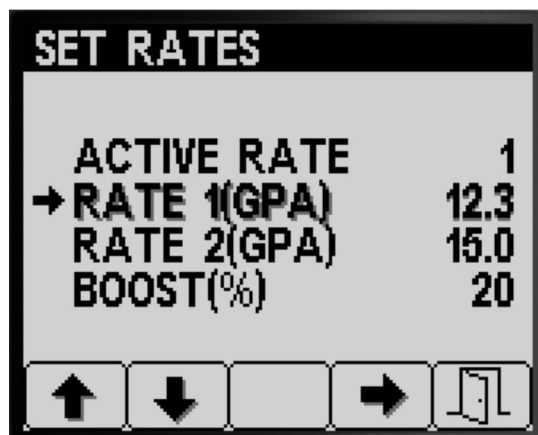 SET RATES
ACTIVE RATE 1
RATE 1(GPA) 12.3
RATE 2(GPA) 15.0
BOOST(%) 20